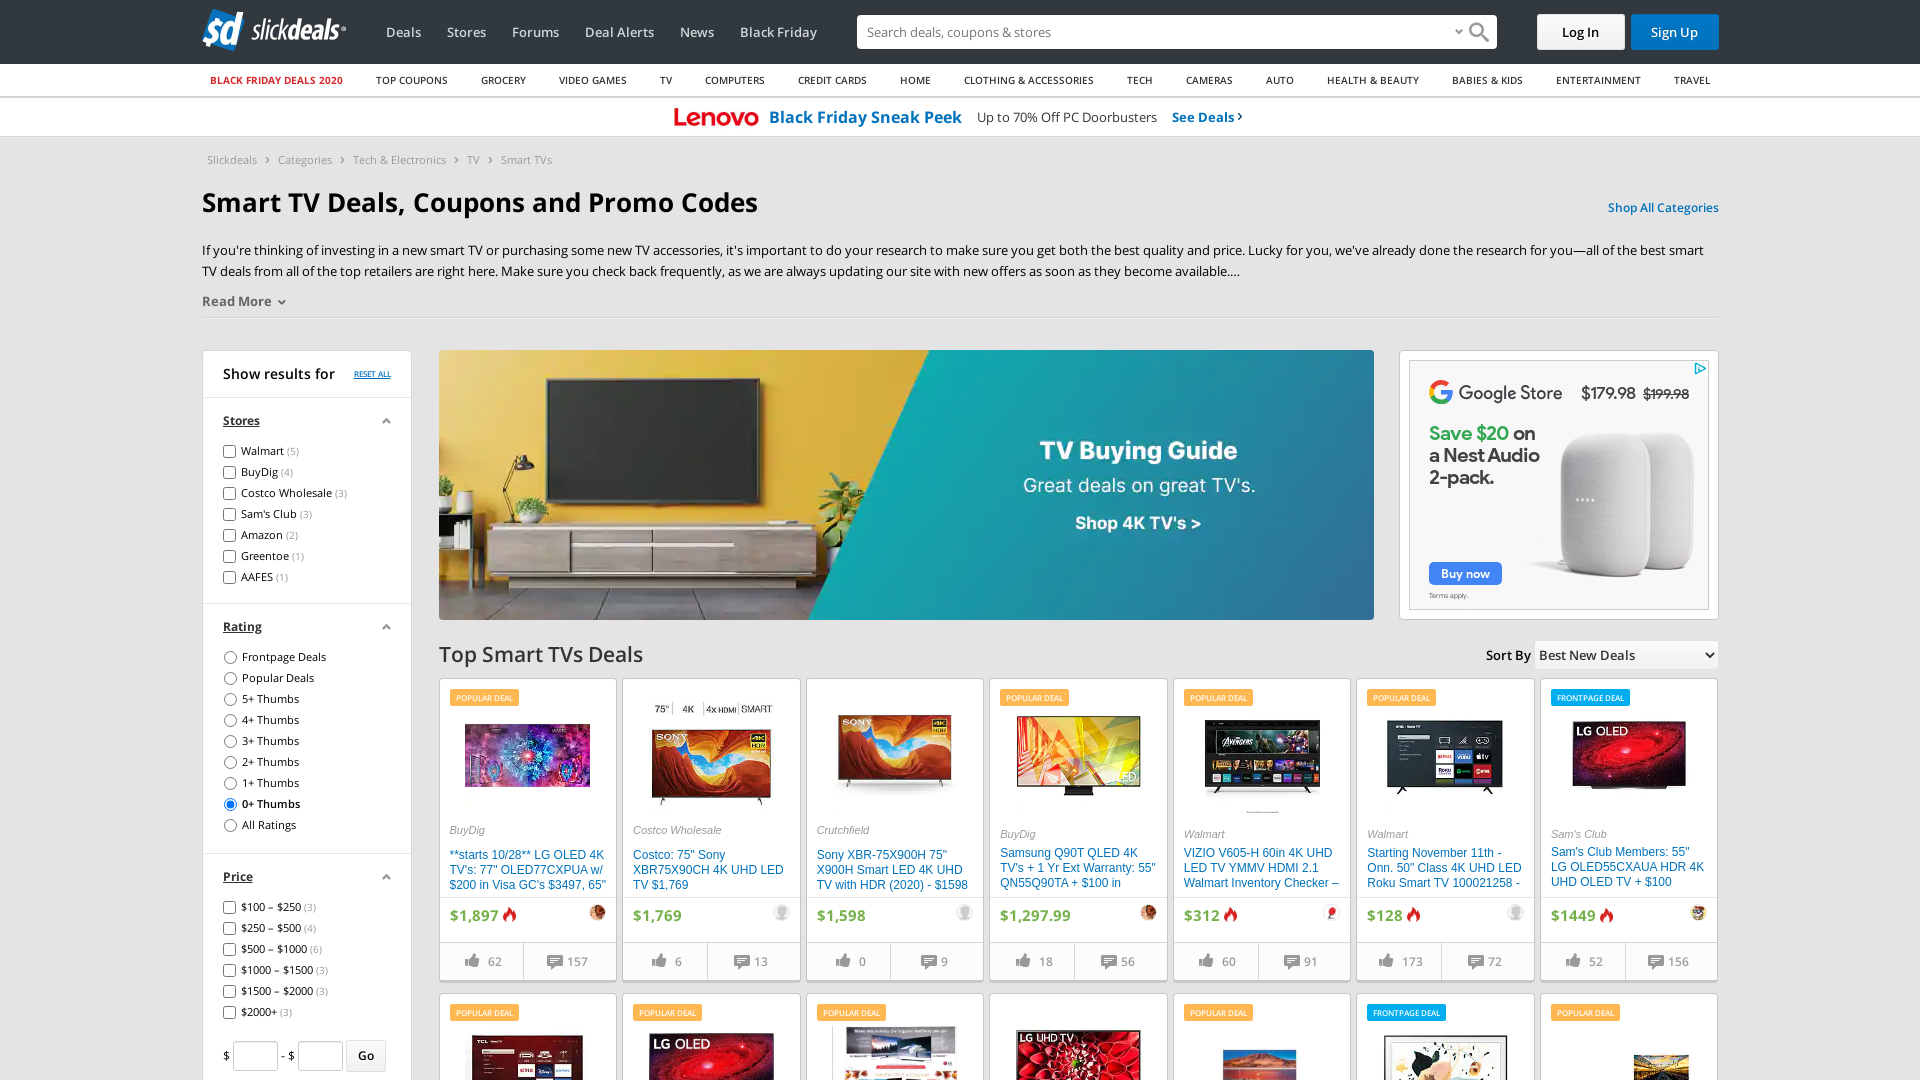 sd slickdeals
Deals
Stores
Forums
Deal Alerts
News
Black Friday
Search deals, coupons & stores
Log In
Sign Up
BLACK FRIDAY DEALS 2020
TOP COUPONS
GROCERY
VIDEO GAMES
TV
COMPUTERS
CREDIT CARDS
HOME
CLOTHING & ACCESSORIES
TECH
CAMERAS
AUTO
HEALTH & BEAUTY
BABIES & KIDS
ENTERTAINMENT
TRAVEL
Lenovo Black Friday Sneak Peek Up to 70% Off PC Doorbusters See Deals
Slickdeals > Categories > Tech & Electronics > TV > Smart TVs
Smart TV Deals, Coupons and Promo Codes
Shop All Categories
If you're thinking of investing in a new smart TV or purchasing some new TV accessories, it's important to do your research to make sure you get both the best quality and price. Lucky for you, we've already done the research for you—all of the best smart
TV deals from all of the top retailers are right here. Make sure you check back frequently, as we are always updating our site with new offers as soon as they become available.…
Read More
Show results for
RESET ALL
Stores
Walmart (5)
BuyDig (4)
Costco Wholesale (3)
Sam's Club (3)
Amazon (2)
Greentoe (1)
AAFES (1)
Rating
Frontpage Deals
Popular Deals
5+ Thumbs
4+ Thumbs
3+ Thumbs
2+ Thumbs
1+ Thumbs
0+ Thumbs
All Ratings
Price
$100 – $250 (3)
$250 – $500 (4)
$500 – $1000 (6)
$1000 – $1500 (3)
$1500 – $2000 (3)
$2000+ (3)
$ - $ Go
TV Buying Guide
Great deals on great TV's.
Shop 4K TV's >
Google Store
$179.98 $199.98
Save $20 on
a Nest Audio
2-pack.
Buy now
Terms apply.
Top Smart TVs Deals
Sort By Best New Deals
POPULAR DEAL
BuyDig
**starts 10/28** LG OLED 4K
TV's: 77" OLED77CXPUA w/
$200 in Visa GC's $3497, 65"
$1,897
62
157
75" | 4K | 4x HDMI | SMART
SONY
4K
HDR
Costco Wholesale
Costco: 75" Sony
XBR75X90CH 4K UHD LED
TV $1,769
$1,769
6
13
SONY
4K
HDR
Crutchfield
Sony XBR-75X900H 75"
X900H Smart LED 4K UHD
TV with HDR (2020) - $1598
$1,598
0
9
POPULAR DEAL
QLED
BuyDig
Samsung Q90T QLED 4K
TV's + 1 Yr Ext Warranty: 55"
QN55Q90TA + $100 in
$1,297.99
18
56
POPULAR DEAL
AVENGERS
Walmart
VIZIO V605-H 60in 4K UHD
LED TV YMMV HDMI 2.1
Walmart Inventory Checker –
$312
60
91
POPULAR DEAL
Walmart
Starting November 11th -
Onn. 50" Class 4K UHD LED
Roku Smart TV 100021258 -
$128
173
72
FRONTPAGE DEAL
LG OLED
Sam's Club
Sam's Club Members: 55"
LG OLED55CXAUA HDR 4K
UHD OLED TV + $100
$1449
52
156
POPULAR DEAL
TCL
POPULAR DEAL
LG OLED
POPULAR DEAL
LG UHD TV
POPULAR DEAL
FRONTPAGE DEAL
POPULAR DEAL